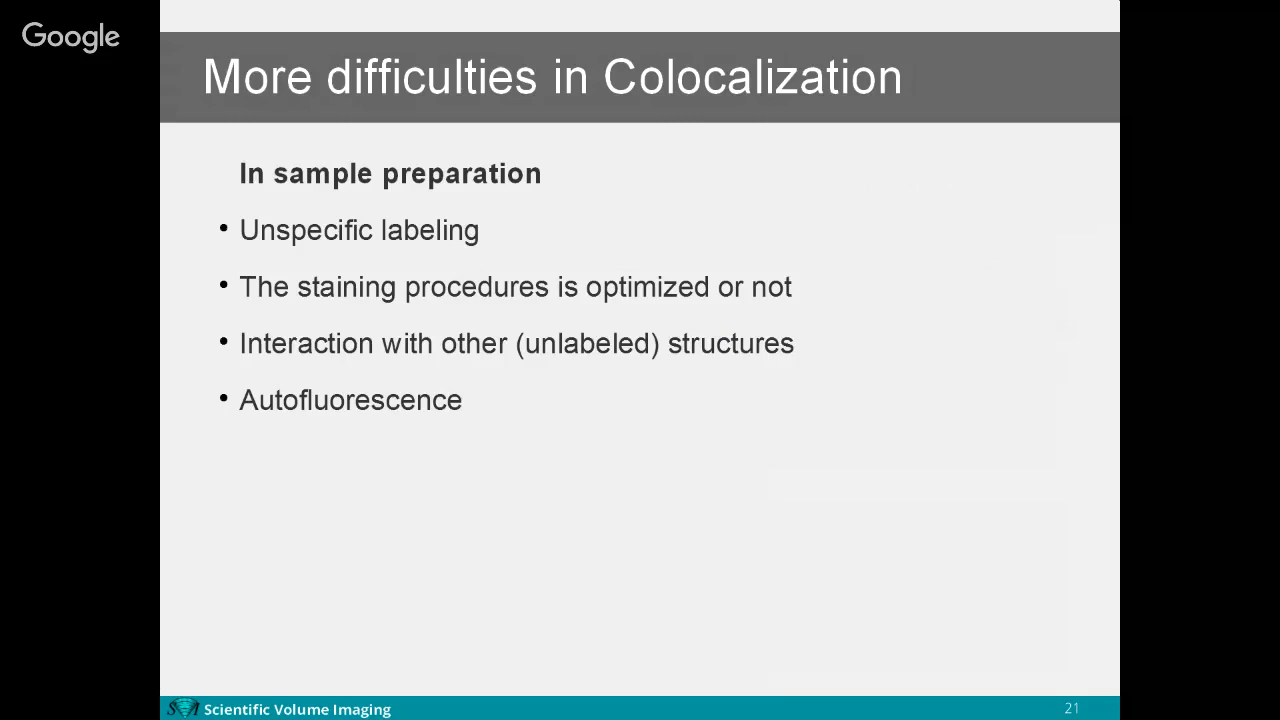 Google
More difficulties in Colocalization
In sample preparation
• Unspecific labeling
• The staining procedures is optimized or not
• Interaction with other (unlabeled) structures
• Autofluorescence
SVI Scientific Volume Imaging
21